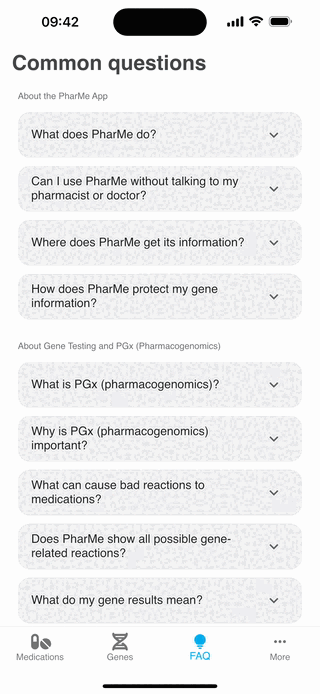 09:42
Common questions
About the PharMe App
What does PharMe do?
Can I use PharMe without talking to my
pharmacist or doctor?
Where does PharMe get its information?
How does PharMe protect my gene
information?
About Gene Testing and PGx (Pharmacogenomics)
What is PGx (pharmacogenomics)?
Why is PGx (pharmacogenomics)
important?
What can cause bad reactions to
medications?
Does PharMe show all possible gene-
related reactions?
What do my gene results mean?
Medications
Genes
FAQ
More